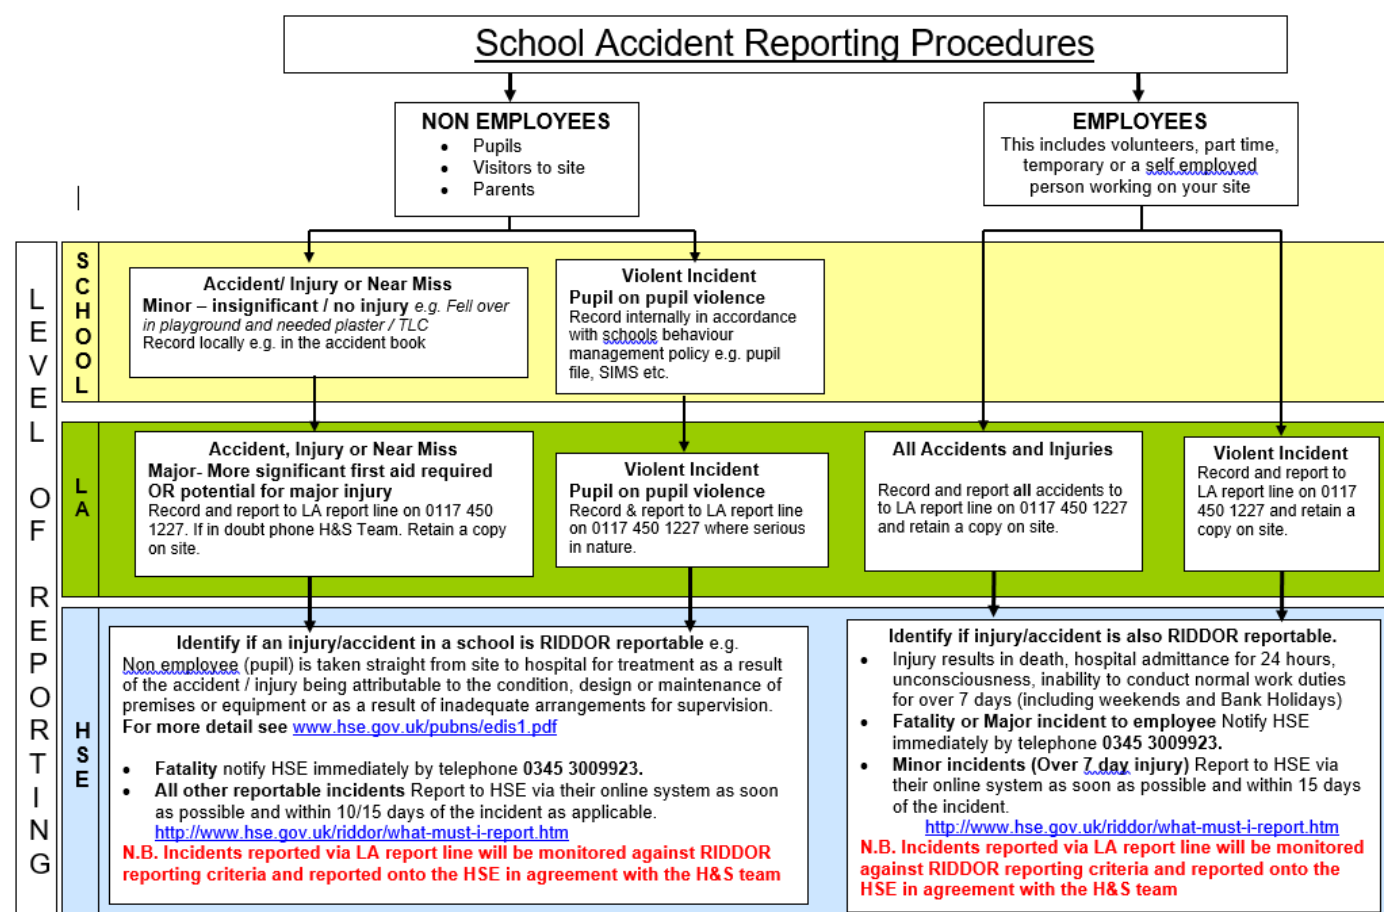 School Accident Reporting Procedures
NON EMPLOYEES
• Pupils
• Visitors to site
• Parents
EMPLOYEES
This includes volunteers, part time,
temporary or a self employed
person working on your site
LEVEL OF REPORTING
SCHOOL
Accident/ Injury or Near Miss
Minor – insignificant / no injury e.g. Fell over
in playground and needed plaster / TLC
Record locally e.g. in the accident book
Violent Incident
Pupil on pupil violence
Record internally in accordance
with schools behaviour
management policy e.g. pupil
file, SIMS etc.
LA
Accident, Injury or Near Miss
Major- More significant first aid required
OR potential for major injury
Record and report to LA report line on 0117 450
1227. If in doubt phone H&S Team. Retain a copy
on site.
Violent Incident
Pupil on pupil violence
Record & report to LA report line
on 0117 450 1227 where serious
in nature.
All Accidents and Injuries
Record and report all accidents to
to LA report line on 0117 450 1227
and retain a copy on site.
Violent Incident
Record and report to
LA report line on 0117
450 1227 and retain a
copy on site.
HSE
Identify if an injury/accident in a school is RIDDOR reportable e.g.
Non employee (pupil) is taken straight from site to hospital for treatment as a result
of the accident / injury being attributable to the condition, design or maintenance of
premises or equipment or as a result of inadequate arrangements for supervision.
For more detail see www.hse.gov.uk/pubns/edis1.pdf
• Fatality notify HSE immediately by telephone 0345 3009923.
• All other reportable incidents Report to HSE via their online system as soon
as possible and within 10/15 days of the incident as applicable.
http://www.hse.gov.uk/riddor/what-must-i-report.htm
N.B. Incidents reported via LA report line will be monitored against RIDDOR
reporting criteria and reported onto the HSE in agreement with the H&S team
Identify if injury/accident is also RIDDOR reportable.
• Injury results in death, hospital admittance for 24 hours,
unconsciousness, inability to conduct normal work duties
for over 7 days (including weekends and Bank Holidays)
• Fatality or Major incident to employee Notify HSE
immediately by telephone 0345 3009923.
• Minor incidents (Over 7 day injury) Report to HSE via
their online system as soon as possible and within 15 days
of the incident.
http://www.hse.gov.uk/riddor/what-must-i-report.htm
N.B. Incidents reported via LA report line will be monitored
against RIDDOR reporting criteria and reported onto the
HSE in agreement with the H&S team